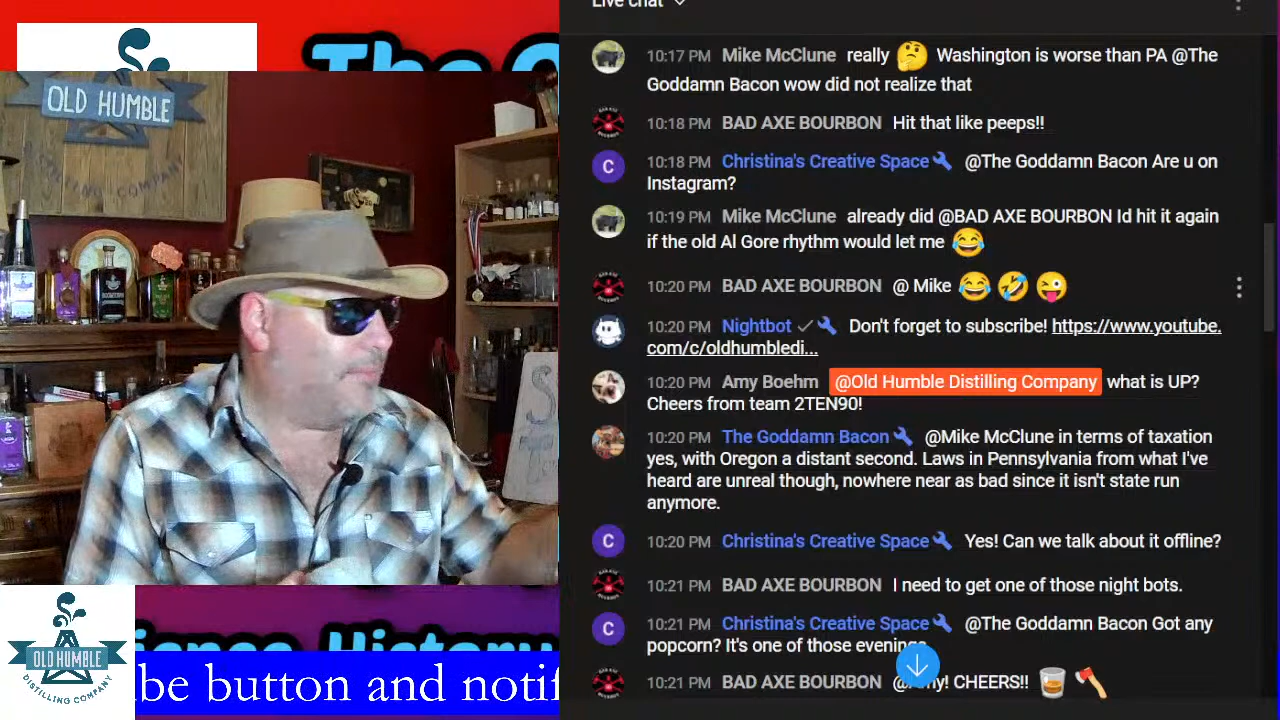 The
OLD HUMBLE
DISTILLING COMPANY
Live chat
10:17 PM Mike McClune really 🤔 Washington is worse than PA @The
Goddamn Bacon wow did not realize that
10:18 PM BAD AXE BOURBON Hit that like peeps!!
C 10:18 PM Christina's Creative Space @The Goddamn Bacon Are u on
Instagram?
10:19 PM Mike McClune already did @BAD AXE BOURBON Id hit it again
if the old Al Gore rhythm would let me 😂
10:20 PM BAD AXE BOURBON @ Mike 😂 🤣 😜
10:20 PM Nightbot Don't forget to subscribe! https://www.youtube.
com/c/oldhumbledi...
10:20 PM Amy Boehm @Old Humble Distilling Company what is UP?
Cheers from team 2TEN90!
10:20 PM The Goddamn Bacon @Mike McClune in terms of taxation
yes, with Oregon a distant second. Laws in Pennsylvania from what I've
heard are unreal though, nowhere near as bad since it isn't state run
anymore.
C 10:20 PM Christina's Creative Space Yes! Can we talk about it offline?
10:21 PM BAD AXE BOURBON I need to get one of those night bots.
C 10:21 PM Christina's Creative Space @The Goddamn Bacon Got any
popcorn? It's one of those evenings
10:21 PM BAD AXE BOURBON CHEERS!! 🥃 🪓
OLD HUMBLE
DISTILLING COMPANY
ience, History
be button and notif